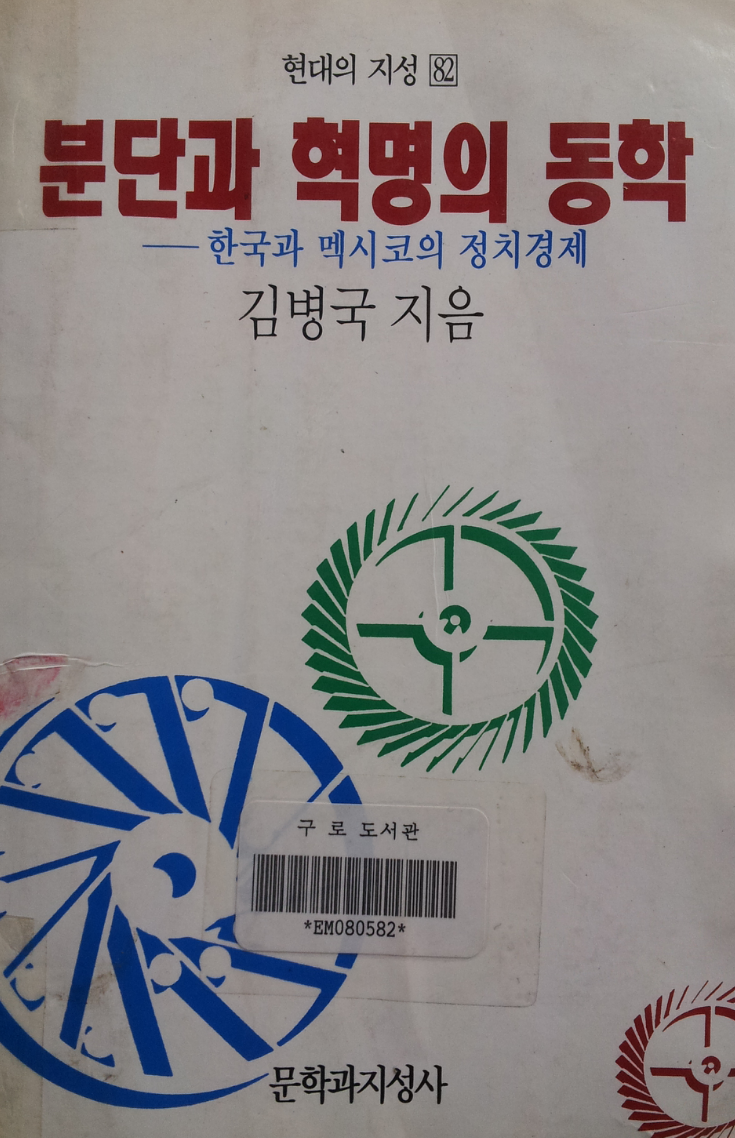 현대의 지성 82
분단과 혁명의 동학
──한국과 멕시코의 정치경제
김병국 지음
구 로 도서관
*EM080582*
문학과지성사